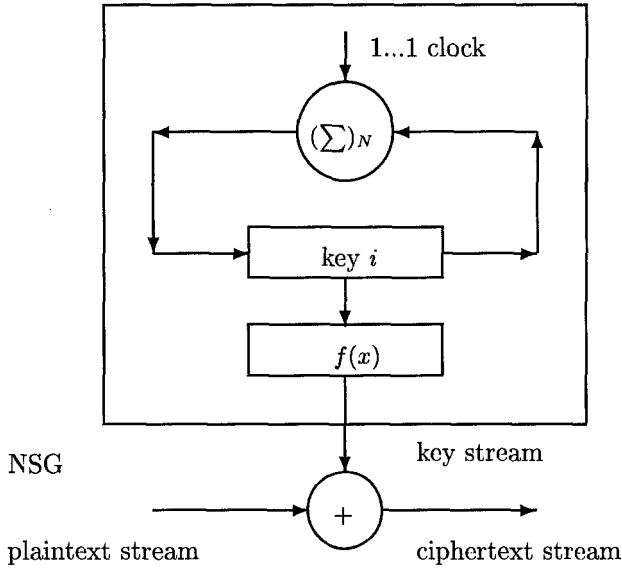 1...1 clock
(∑)N
key i
f(x)
key stream
NSG
+
plaintext stream
ciphertext stream